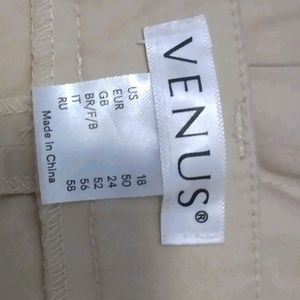 VENUS®
US 18
EUR 50
GB 24
BR/F/B 52
IT 56
RU 58
Made in China